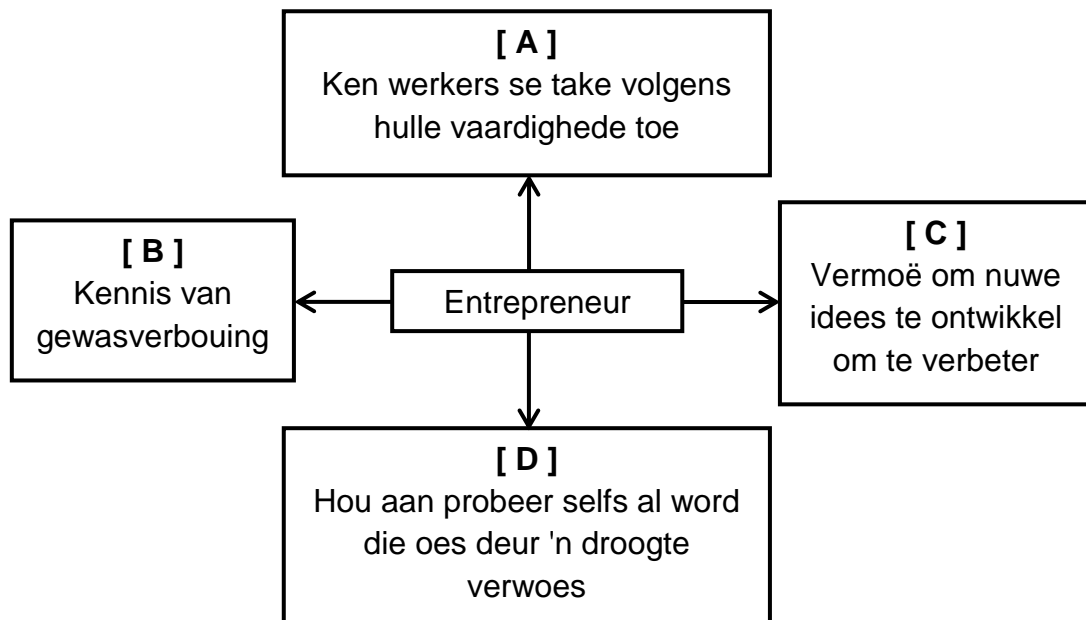 [ A ]
Ken werkers se take volgens
hulle vaardighede toe
[ B ]
Kennis van
gewasverbouing
Entrepreneur
[ C ]
Vermoë om nuwe
idees te ontwikkel
om te verbeter
[ D ]
Hou aan probeer selfs al word
die oes deur 'n droogte
verwoes